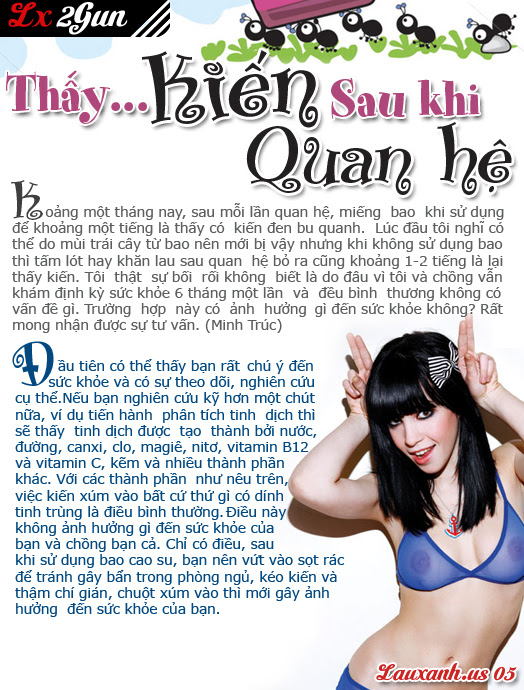 Lx 2Gun
Thấy...Kiến Sau khi
Quan hệ
Koảng một tháng nay, sau mỗi lần quan hệ, miếng bao khi sử dụng
để khoảng một tiếng là thấy có kiến đen bu quanh. Lúc đầu tôi nghĩ có
thể do mùi trái cây từ bao nên mới bị vậy nhưng khi không sử dụng bao
thì tấm lót hay khăn lau sau quan hệ bỏ ra cũng khoảng 1-2 tiếng là lại
thấy kiến. Tôi thật sự bối rối không biết là do đâu vì tôi và chồng vẫn
khám định kỳ sức khỏe 6 tháng một lần và đều bình thương không có
vấn đề gì. Trường hợp này có ảnh hưởng gì đến sức khỏe không? Rất
mong nhận được sự tư vấn. (Minh Trúc)
Đầu tiên có thể thấy bạn rất chú ý đến
sức khỏe và có sự theo dõi, nghiên cứu
cụ thể.Nếu bạn nghiên cứu kỹ hơn một chút
nữa, ví dụ tiến hành phân tích tinh dịch thì
sẽ thấy tinh dịch được tạo thành bởi nước,
đường, canxi, clo, magiê, nitơ, vitamin B12
và vitamin C, kẽm và nhiều thành phần
khác. Với các thành phần như nêu trên,
việc kiến xúm vào bất cứ thứ gì có dính
tinh trùng là điều bình thường.Điều này
không ảnh hưởng gì đến sức khỏe của
bạn và chồng bạn cả. Chỉ có điều, sau
khi sử dụng bao cao su, bạn nên vứt vào sọt rác
để tránh gây bẩn trong phòng ngủ, kéo kiến và
thậm chí gián, chuột xúm vào thì mới gây ảnh
hưởng đến sức khỏe của bạn.
Lauxanh.us 05